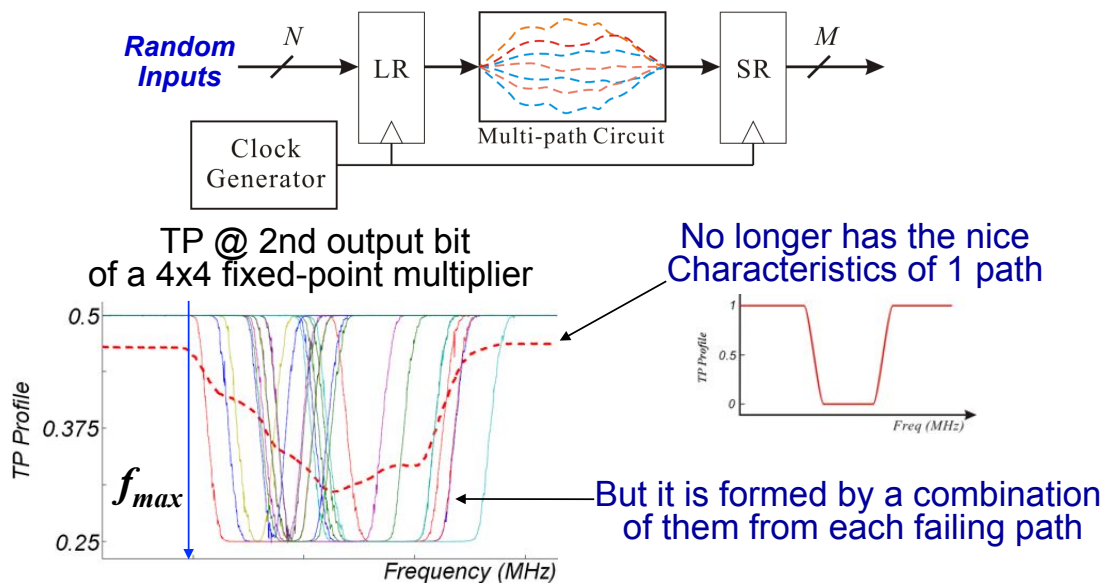 Random
Inputs
N
LR
Multi-path Circuit
SR
M
Clock
Generator
TP @ 2nd output bit
of a 4x4 fixed-point multiplier
No longer has the nice
Characteristics of 1 path
0.5
0.375
0.25
TP Profile
fmax
Frequency (MHz)
1
0.5
0
TP Profile
Freq (MHz)
But it is formed by a combination
of them from each failing path